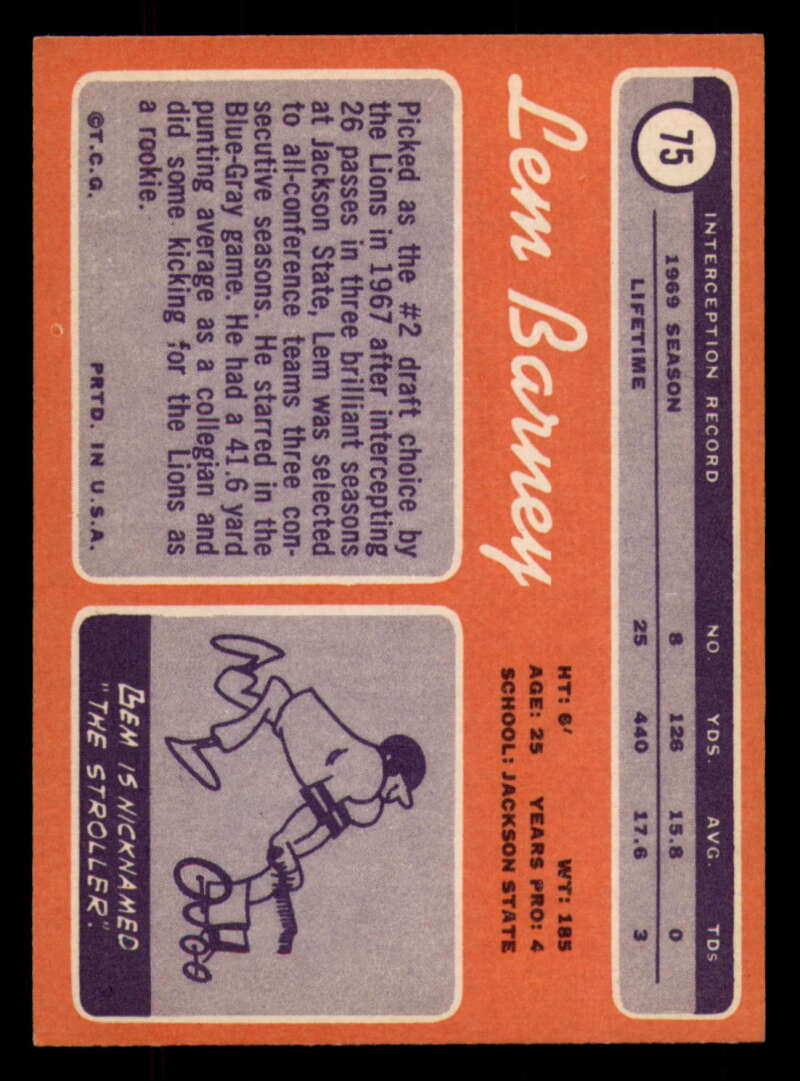 75
INTERCEPTION RECORD NO. YDS. AVG. TDs
1969 SEASON 8 126 15.8 0
LIFETIME 25 440 17.6 3
Lem Barney
HT: 6' WT: 185
AGE: 25 YEARS PRO: 4
SCHOOL: JACKSON STATE
Picked as the #2 draft choice by
the Lions in 1967 after intercepting
26 passes in three brilliant seasons
at Jackson State, Lem was selected
to all-conference teams three con-
secutive seasons. He starred in the
Blue-Gray game. He had a 41.6 yard
punting average as a collegian and
did some kicking for the Lions as
a rookie.
©T.C.G. PRTD. IN U.S.A.
LEM IS NICKNAMED
"THE STROLLER".